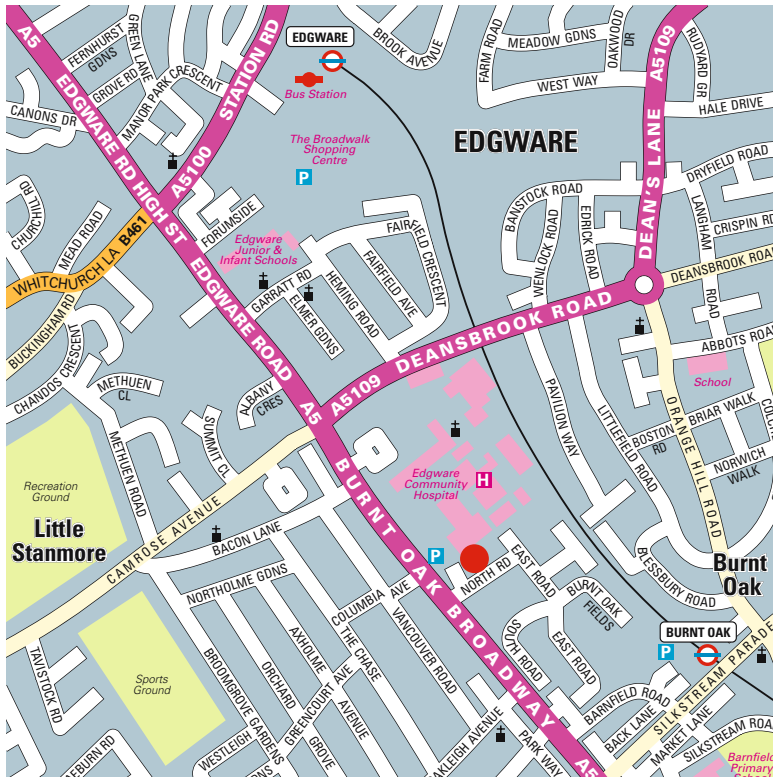 A5
EDGWARE RD HIGH ST
EDGWARE ROAD
A5
BURNT OAK BROADWAY
A5
FERNHURST
GDNS
GREEN LANE
GROVE RD
MANOR PARK CRESCENT
CANONS DR
STATION RD
A5100
EDGWARE
Bus Station
The Broadwalk
Shopping
Centre
P
BROOK AVENUE
FARM ROAD
MEADOW GDNS
OAKWOOD
DR
WEST WAY
A5109
RUDYARD GR
HALE DRIVE
EDGWARE
DEAN'S LANE
DRYFIELD ROAD
BANSTOCK ROAD
WENLOCK ROAD
EDRICK ROAD
LANGHAM
ROAD
CRISPIN RD
DEANSBROOK ROAD
CHURCHILL RD
MEAD ROAD
WHITCHURCH LA B461
BUCKINGHAM RD
FORUMSIDE
Edgware
Junior &
Infant Schools
GARRATT RD
ELMER GDNS
HEMING ROAD
FAIRFIELD AVE
FAIRFIELD CRESCENT
A5109 DEANSBROOK ROAD
ABBOTS ROAD
School
CHANDOS CRESCENT
METHUEN
CL
METHUEN ROAD
SUMMIT CL
ALBANY
CRES
PAVILION WAY
LITTLEFIELD ROAD
BOSTON
RD
BRIAR WALK
NORWICH
WALK
ORANGE HILL ROAD
Recreation
Ground
Little
Stanmore
CAMROSE AVENUE
BACON LANE
Edgware
Community
Hospital
H
P
NORTHOLME GDNS
COLUMBIA AVE
NORTH RD
EAST ROAD
BURNT OAK
FIELDS
BLESSBURY ROAD
Burnt
Oak
BURNT OAK
P
SOUTH ROAD
EAST ROAD
VANCOUVER ROAD
THE CHASE
AXHOLME
AVENUE
ORCHARD
GROVE
GREENCOURT AVE
BROOMGROVE GARDENS
WESTLEIGH
GDNS
TAVISTOCK RD
Sports
Ground
OAKLEIGH AVENUE
PARK WAY
BARNFIELD ROAD
BACK LANE
MARKET LANE
SILKSTREAM PARADE
SILKSTREAM ROAD
Barnfield
Primary